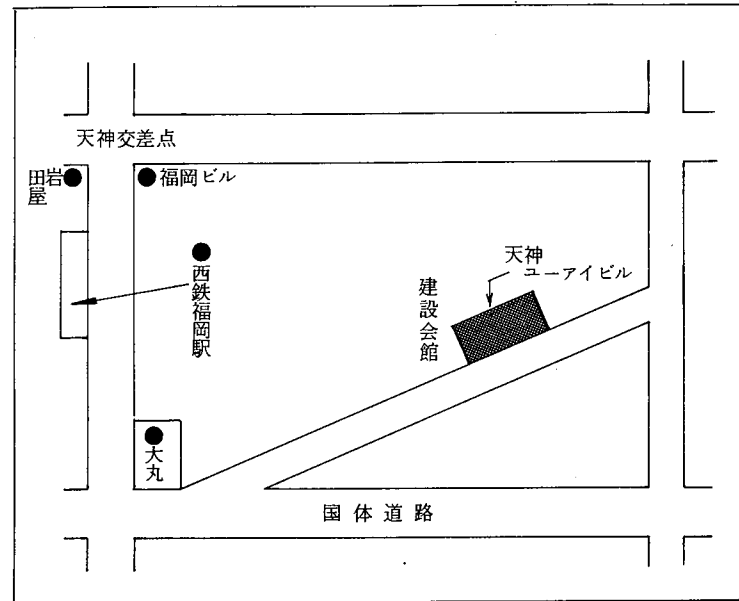 天神交差点
岩田屋
福岡ビル
西鉄福岡駅
天神
ユーアイビル
建設会館
大丸
国体道路